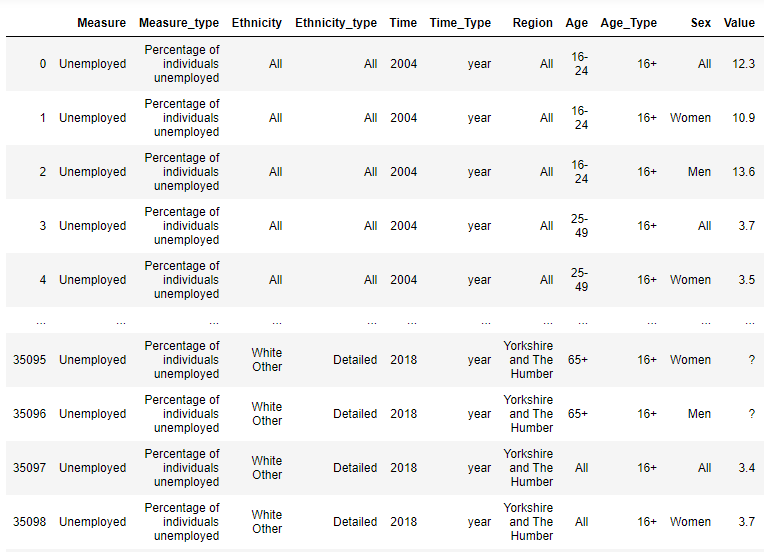 Measure Measure_type Ethnicity Ethnicity_type Time Time_Type Region Age Age_Type Sex Value
0 Unemployed Percentage of individuals unemployed All All 2004 year All 16-24 16+ All 12.3
1 Unemployed Percentage of individuals unemployed All All 2004 year All 16-24 16+ Women 10.9
2 Unemployed Percentage of individuals unemployed All All 2004 year All 16-24 16+ Men 13.6
3 Unemployed Percentage of individuals unemployed All All 2004 year All 25-49 16+ All 3.7
4 Unemployed Percentage of individuals unemployed All All 2004 year All 25-49 16+ Women 3.5
... ... ... ... ... ... ... ... ... ... ... ...
35095 Unemployed Percentage of individuals unemployed White Other Detailed 2018 year Yorkshire and The Humber 65+ 16+ Women ?
35096 Unemployed Percentage of individuals unemployed White Other Detailed 2018 year Yorkshire and The Humber 65+ 16+ Men ?
35097 Unemployed Percentage of individuals unemployed White Other Detailed 2018 year Yorkshire and The Humber All 16+ All 3.4
35098 Unemployed Percentage of individuals unemployed White Other Detailed 2018 year Yorkshire and The Humber All 16+ Women 3.7